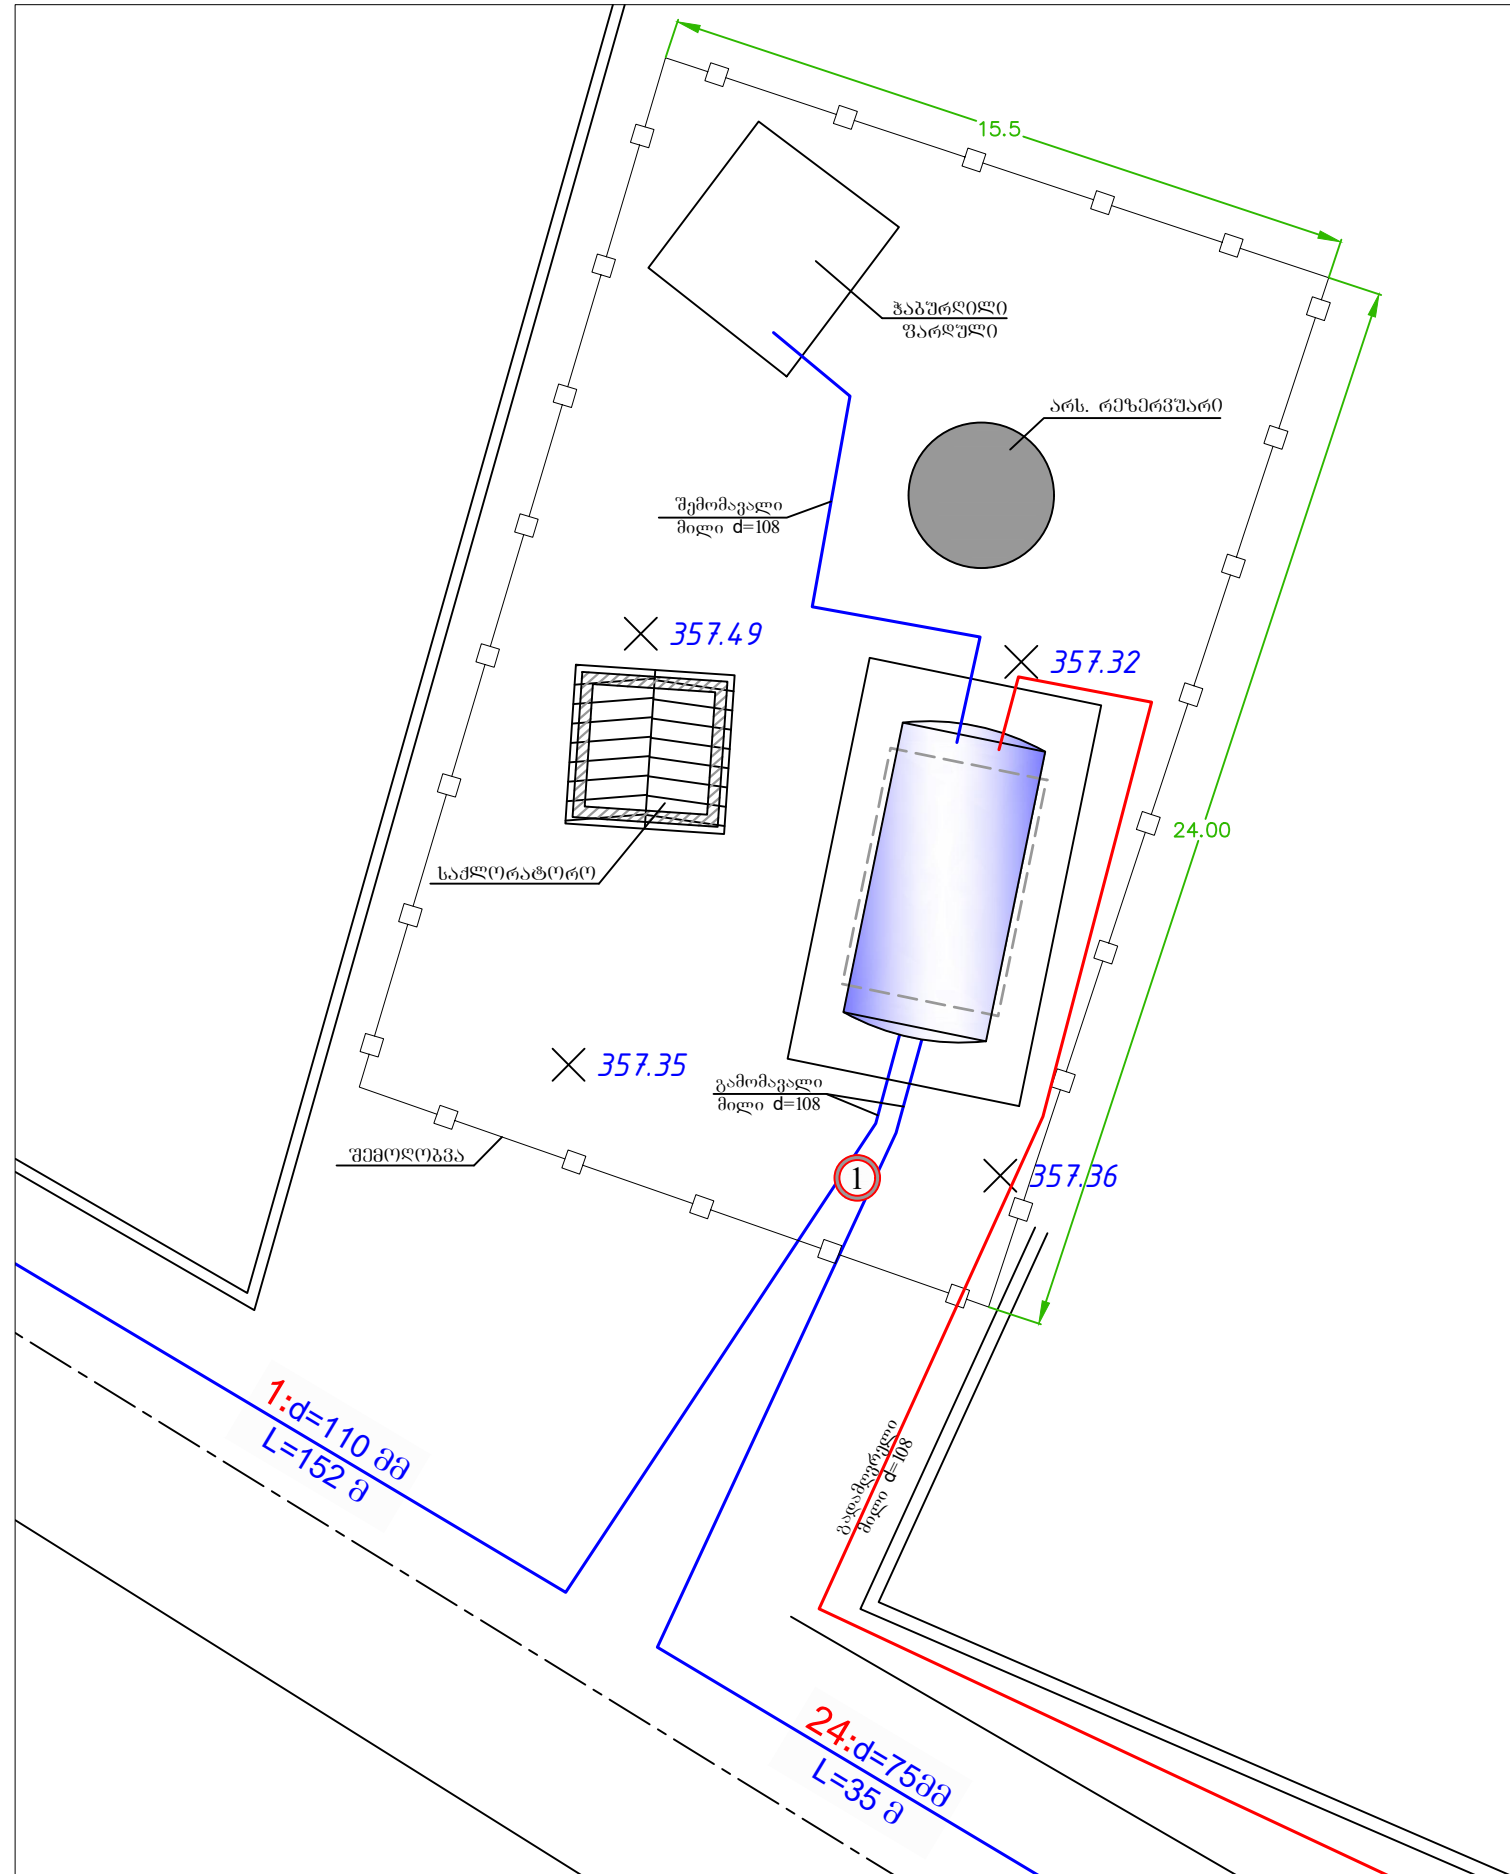 15.5
ჭაბურღილი
ფარდული
არს. რეზერვუარი
შემომავალი
მილი d=108
357.49
357.32
24.00
საქლორატორო
357.35
გამომავალი
მილი d=108
შემოღობვა
1
357.36
1:d=110 მმ
L=152 მ
გადამღვრელი
მილი d=108
24:d=75მმ
L=35 მ